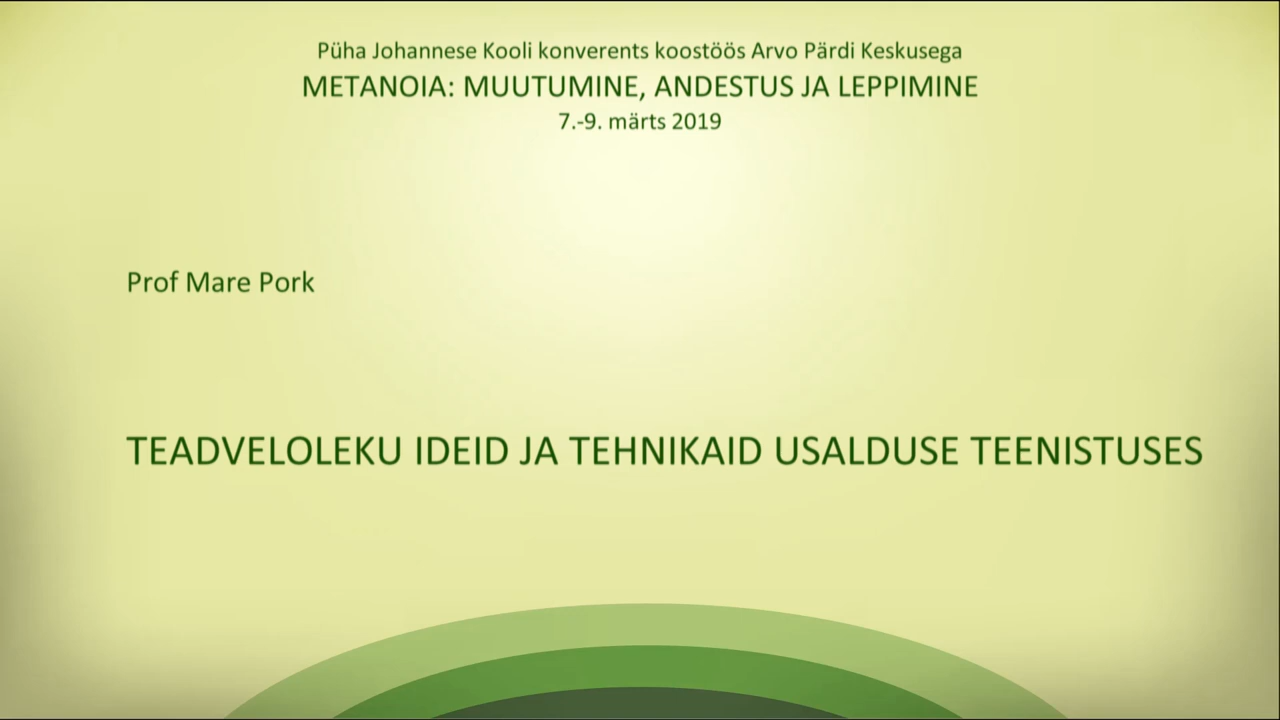 Püha Johannese Kooli konverents koostöös Arvo Pärdi Keskusega
METANOIA: MUUTUMINE, ANDESTUS JA LEPPIMINE
7.-9. märts 2019
Prof Mare Pork
TEADVELOLEKU IDEID JA TEHNIKAID USALDUSE TEENISTUSES